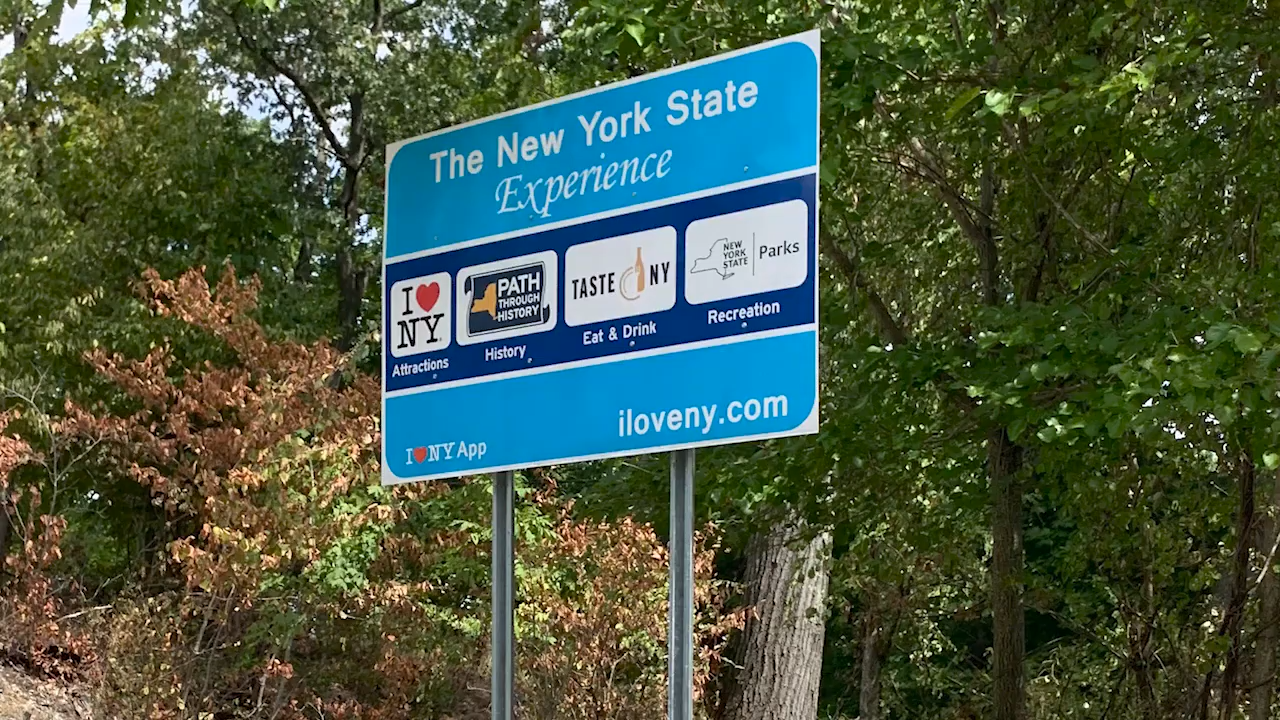 The New York State
Experience
I ❤ NY
Attractions
PATH
THROUGH
HISTORY
History
TASTE NY
Eat & Drink
NEW
YORK
STATE
Parks
Recreation
iloveny.com
I ❤ NY App